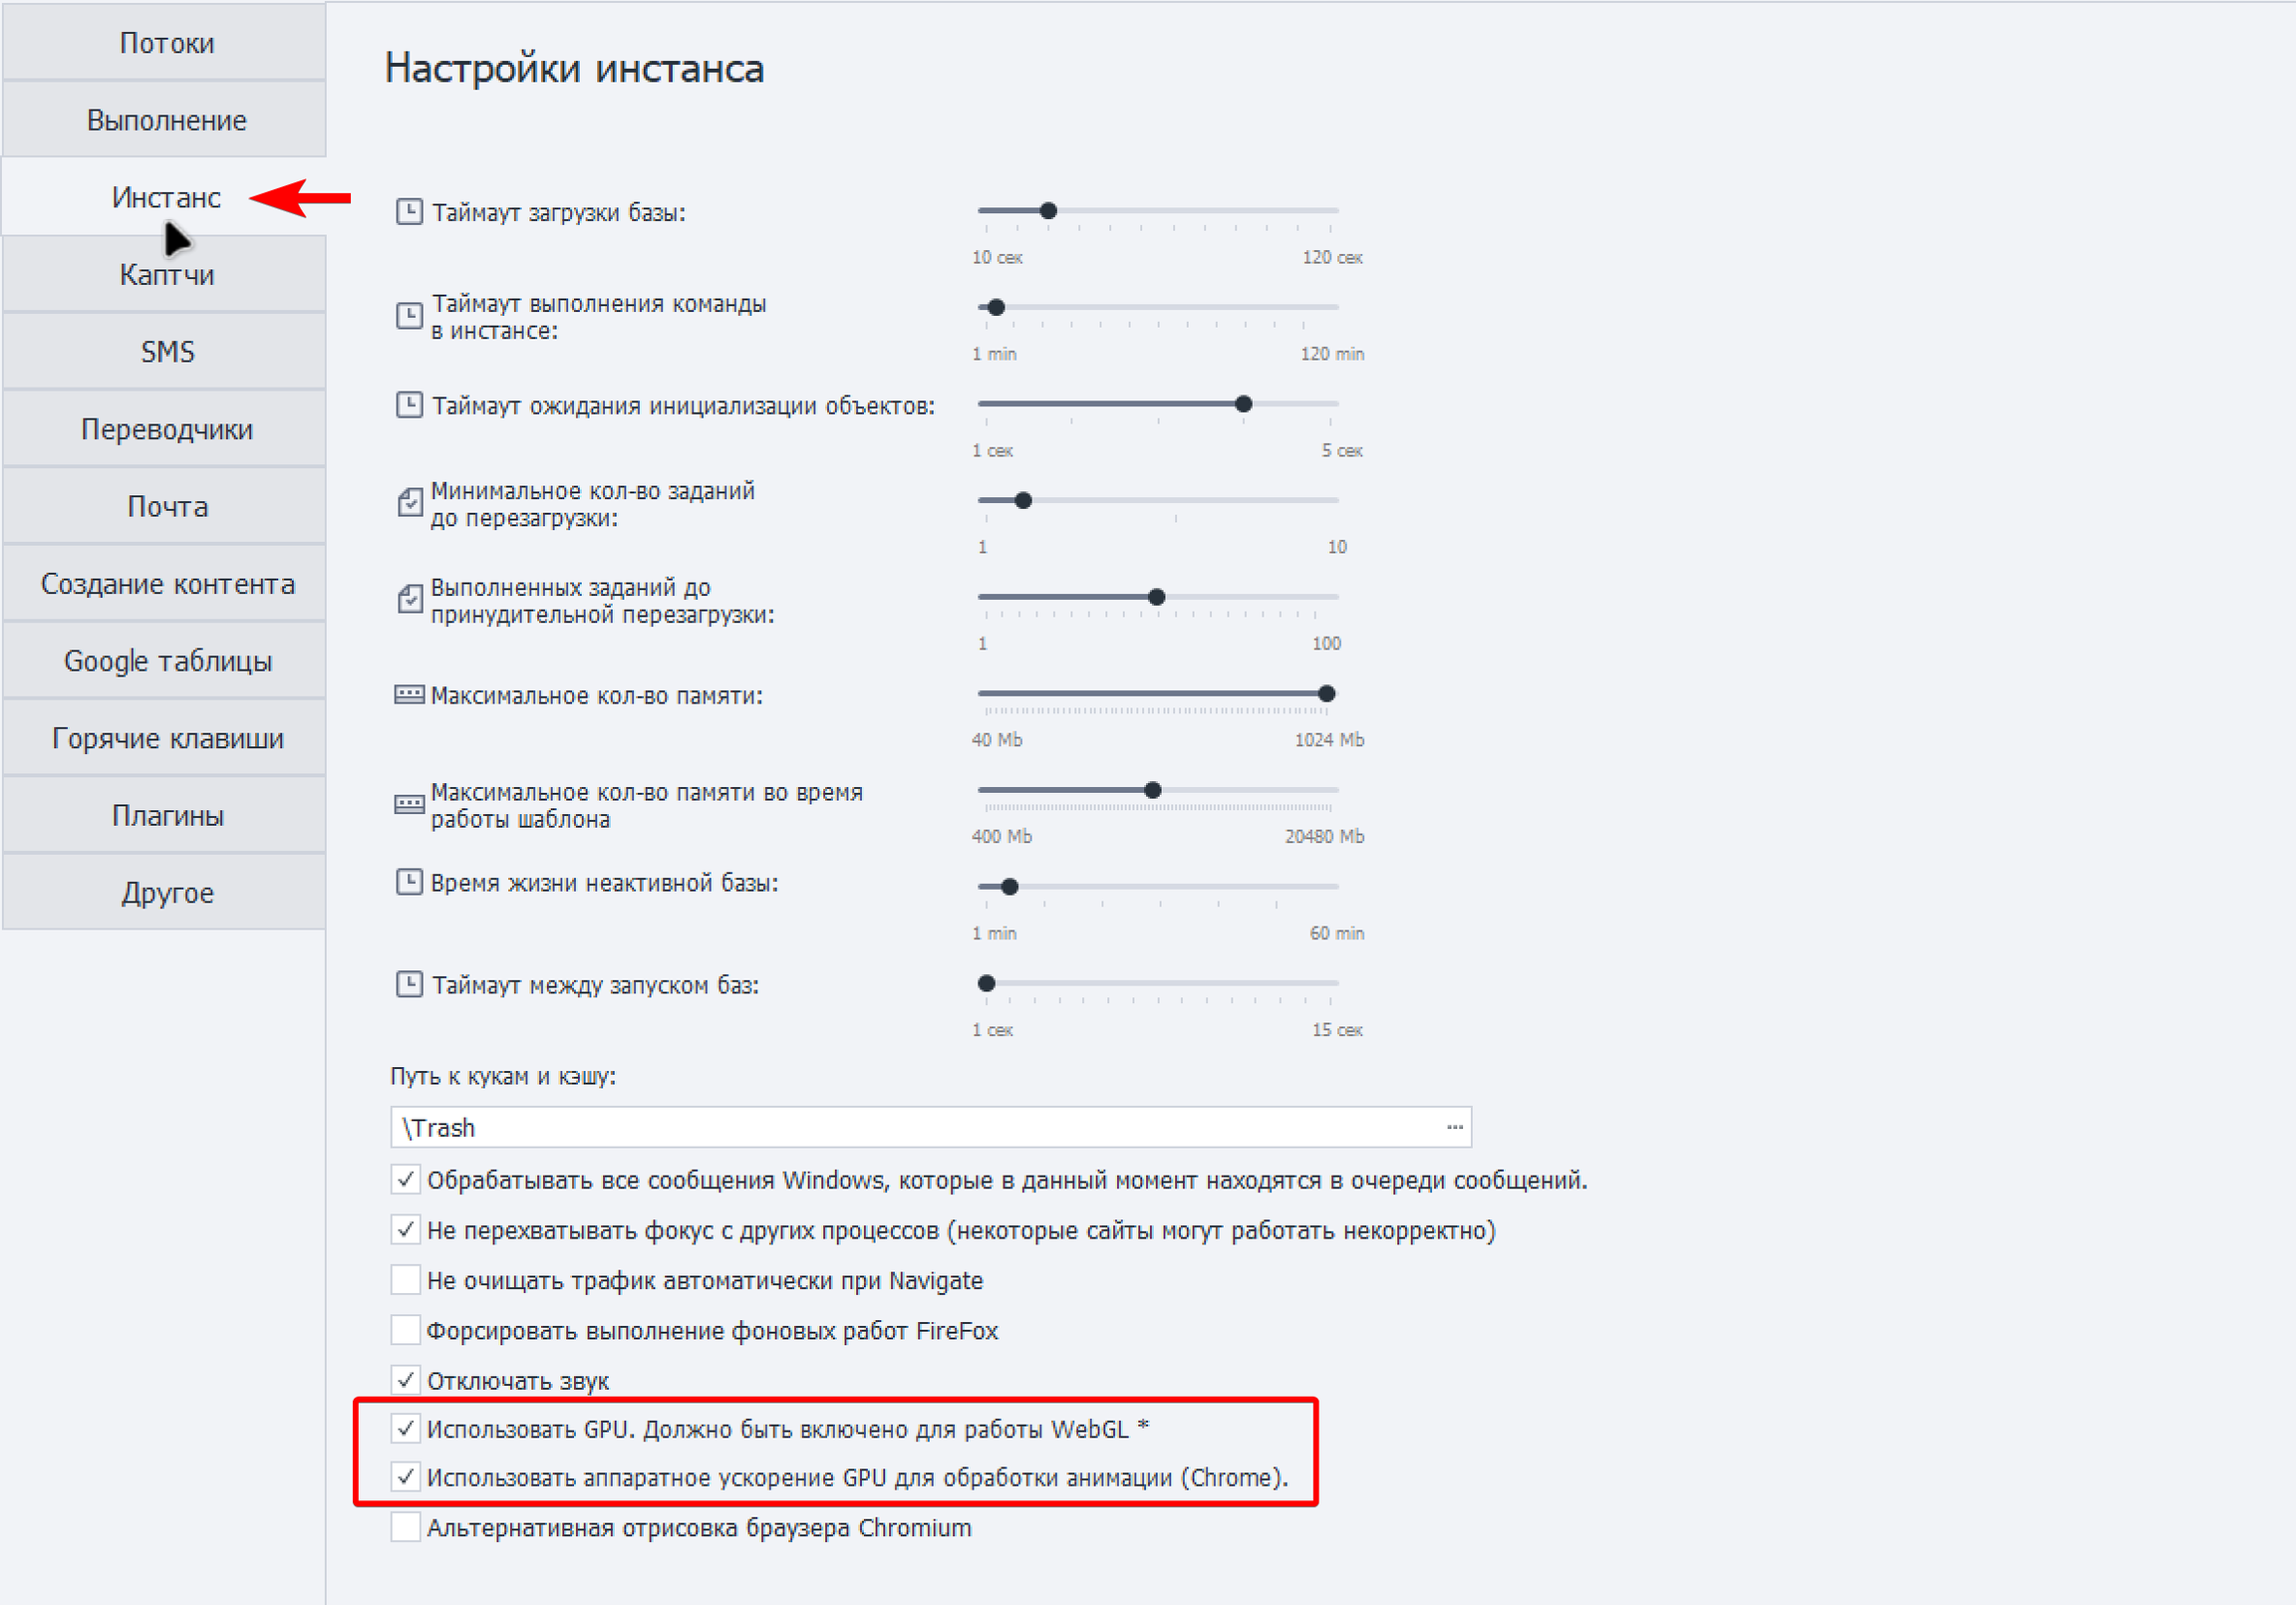 Потоки
Выполнение
Инстанс
Каптчи
SMS
Переводчики
Почта
Создание контента
Google таблицы
Горячие клавиши
Плагины
Другое
Настройки инстанса
Таймаут загрузки базы:
10 сек 120 сек
Таймаут выполнения команды
в инстансе:
1 min 120 min
Таймаут ожидания инициализации объектов:
1 сек 5 сек
Минимальное кол-во заданий
до перезагрузки:
1 10
Выполненных заданий до
принудительной перезагрузки:
1 100
Максимальное кол-во памяти:
40 Mb 1024 Mb
Максимальное кол-во памяти во время
работы шаблона
400 Mb 20480 Mb
Время жизни неактивной базы:
1 min 60 min
Таймаут между запуском баз:
1 сек 15 сек
Путь к кукам и кэшу:
\Trash ...
Обрабатывать все сообщения Windows, которые в данный момент находятся в очереди сообщений.
Не перехватывать фокус с других процессов (некоторые сайты могут работать некорректно)
Не очищать трафик автоматически при Navigate
Форсировать выполнение фоновых работ FireFox
Отключать звук
Использовать GPU. Должно быть включено для работы WebGL *
Использовать аппаратное ускорение GPU для обработки анимации (Chrome).
Альтернативная отрисовка браузера Chromium